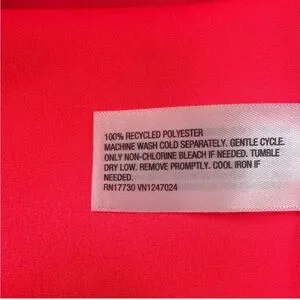 100% RECYCLED POLYESTER
MACHINE WASH COLD SEPARATELY. GENTLE CYCLE.
ONLY NON-CHLORINE BLEACH IF NEEDED. TUMBLE
DRY LOW. REMOVE PROMPTLY. COOL IRON IF
NEEDED.
RN17730 VN1247024